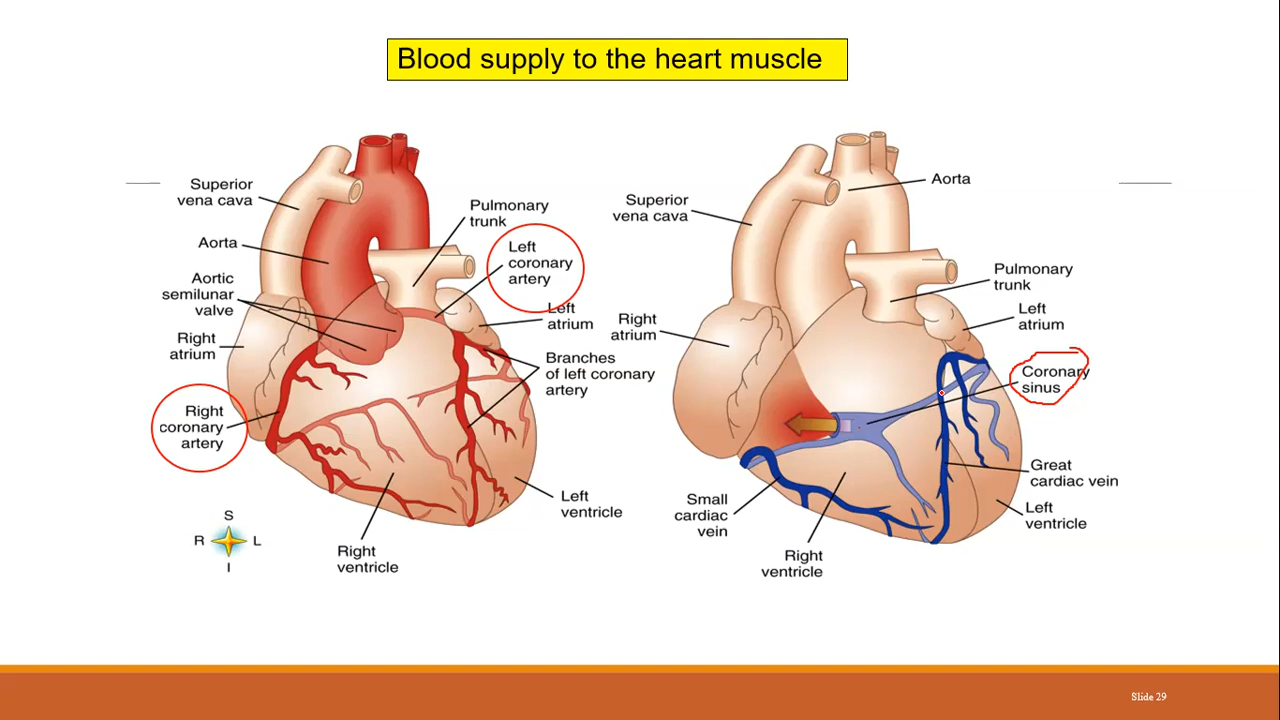 Blood supply to the heart muscle
Superior
vena cava
Aorta
Aortic
semilunar
valve
Right
atrium
Right
coronary
artery
Pulmonary
trunk
Left
coronary
artery
Left
atrium
Branches
of left coronary
artery
Left
ventricle
Right
ventricle
S
R L
I
Superior
vena cava
Right
atrium
Small
cardiac
vein
Right
ventricle
Aorta
Pulmonary
trunk
Left
atrium
Coronary
sinus
Great
cardiac vein
Left
ventricle
Slide 29